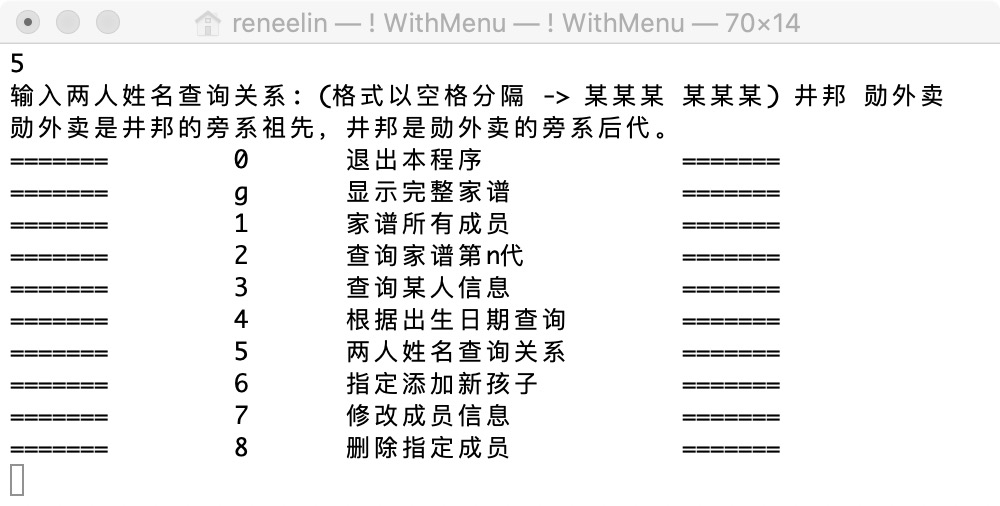 reneelin — ! WithMenu — ! WithMenu — 70×14
5
输入两人姓名查询关系：(格式以空格分隔 -> 某某某 某某某) 井邦 勋外卖
勋外卖是井邦的旁系祖先，井邦是勋外卖的旁系后代。
======= 0 退出本程序 =======
======= g 显示完整家谱 =======
======= 1 家谱所有成员 =======
======= 2 查询家谱第n代 =======
======= 3 查询某人信息 =======
======= 4 根据出生日期查询 =======
======= 5 两人姓名查询关系 =======
======= 6 指定添加新孩子 =======
======= 7 修改成员信息 =======
======= 8 删除指定成员 =======